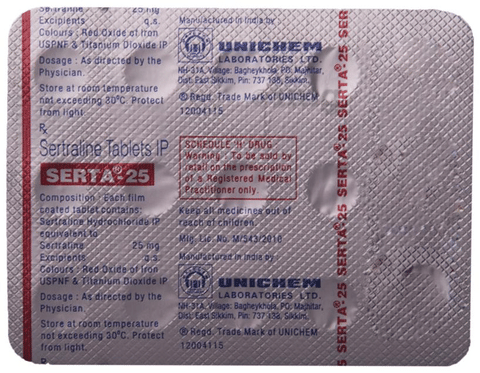 Sertraline 25 mg
Excipients q.s.
Colours : Red Oxide of Iron
USPNF & Titanium Dioxide IP
Dosage : As directed by the
Physician.
Store at room temperature
not exceeding 30°C. Protect
from light.
Rx
Sertraline Tablets IP
SERTA®-25
Composition : Each film
coated tablet contains:
Sertraline Hydrochloride IP
equivalent to
Sertraline 25 mg
Excipients q.s.
Colours : Red Oxide of Iron
USPNF & Titanium Dioxide IP
Dosage : As directed by the
Physician.
Store at room temperature
not exceeding 30°C. Protect
from light.
Manufactured in India by
UNICHEM
LABORATORIES LTD.
NH-31A, Village: Bagheykhola, PO. Majhitar,
Dist. East Sikkim, Pin: 737 136, Sikkim.
® Regd. Trade Mark of UNICHEM
12004115
SCHEDULE 'H' DRUG
Warning : To be sold by
retail on the prescription
of a Registered Medical
Practitioner only.
Keep all medicines out of
reach of children.
Mfg. Lic. No. M/543/2010
Manufactured in India by
UNICHEM
LABORATORIES LTD.
NH-31A, Village: Bagheykhola, PO. Majhitar,
Dist. East Sikkim, Pin: 737 136, Sikkim.
® Regd. Trade Mark of UNICHEM
12004115
SERTA®-25 SERTA®-25 SERTA®-25 SERTA®-25